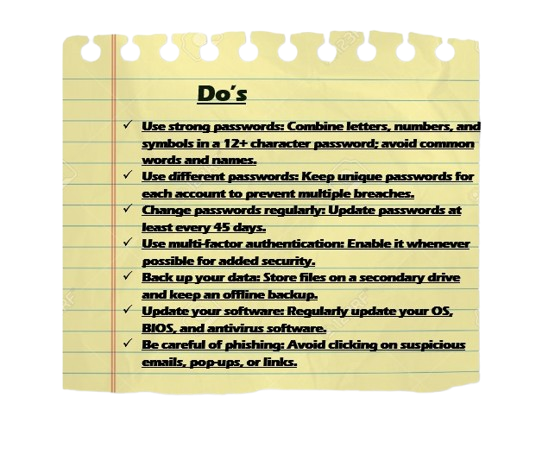 Do's
✓ Use strong passwords: Combine letters, numbers, and
symbols in a 12+ character password; avoid common
words and names.
✓ Use different passwords: Keep unique passwords for
each account to prevent multiple breaches.
✓ Change passwords regularly: Update passwords at
least every 45 days.
✓ Use multi-factor authentication: Enable it whenever
possible for added security.
✓ Back up your data: Store files on a secondary drive
and keep an offline backup.
✓ Update your software: Regularly update your OS,
BIOS, and antivirus software.
✓ Be careful of phishing: Avoid clicking on suspicious
emails, pop-ups, or links.